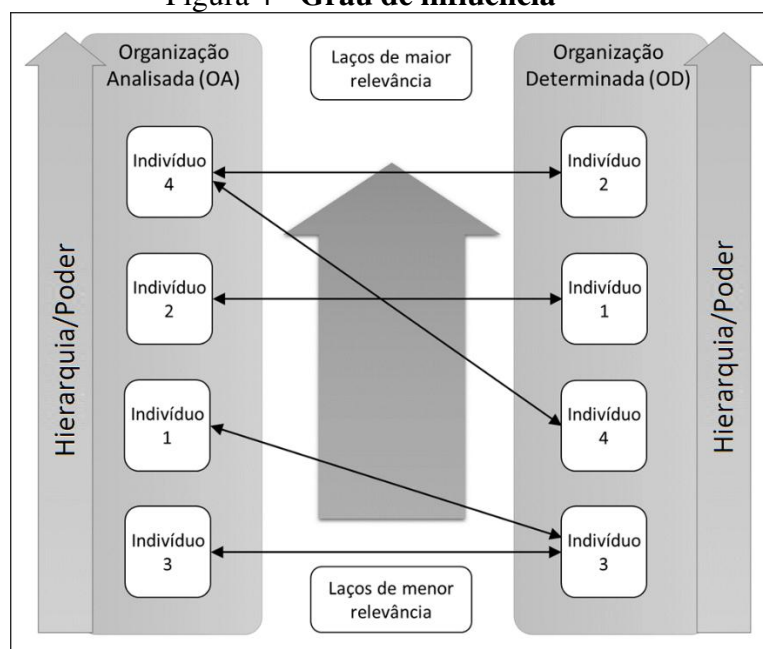 Figura 4 - Grau de influência
Organização
Analisada (OA)
Laços de maior
relevância
Organização
Determinada (OD)
Hierarquia/Poder
Indivíduo
4
Indivíduo
2
Indivíduo
2
Indivíduo
1
Indivíduo
1
Indivíduo
4
Indivíduo
3
Indivíduo
3
Laços de menor
relevância
Hierarquia/Poder